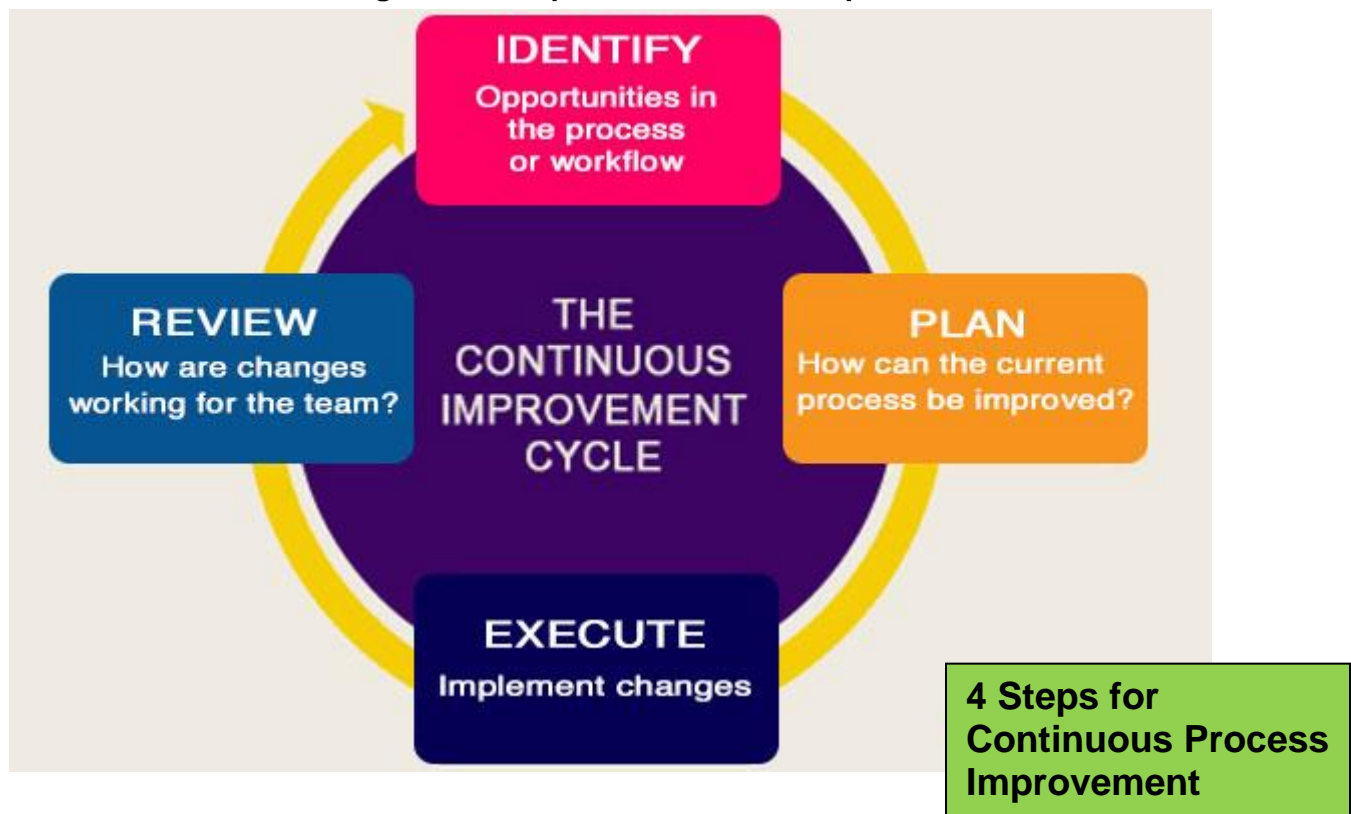 IDENTIFY
Opportunities in
the process
or workflow
REVIEW
How are changes
working for the team?
THE
CONTINUOUS
IMPROVEMENT
CYCLE
PLAN
How can the current
process be improved?
EXECUTE
Implement changes
4 Steps for
Continuous Process
Improvement